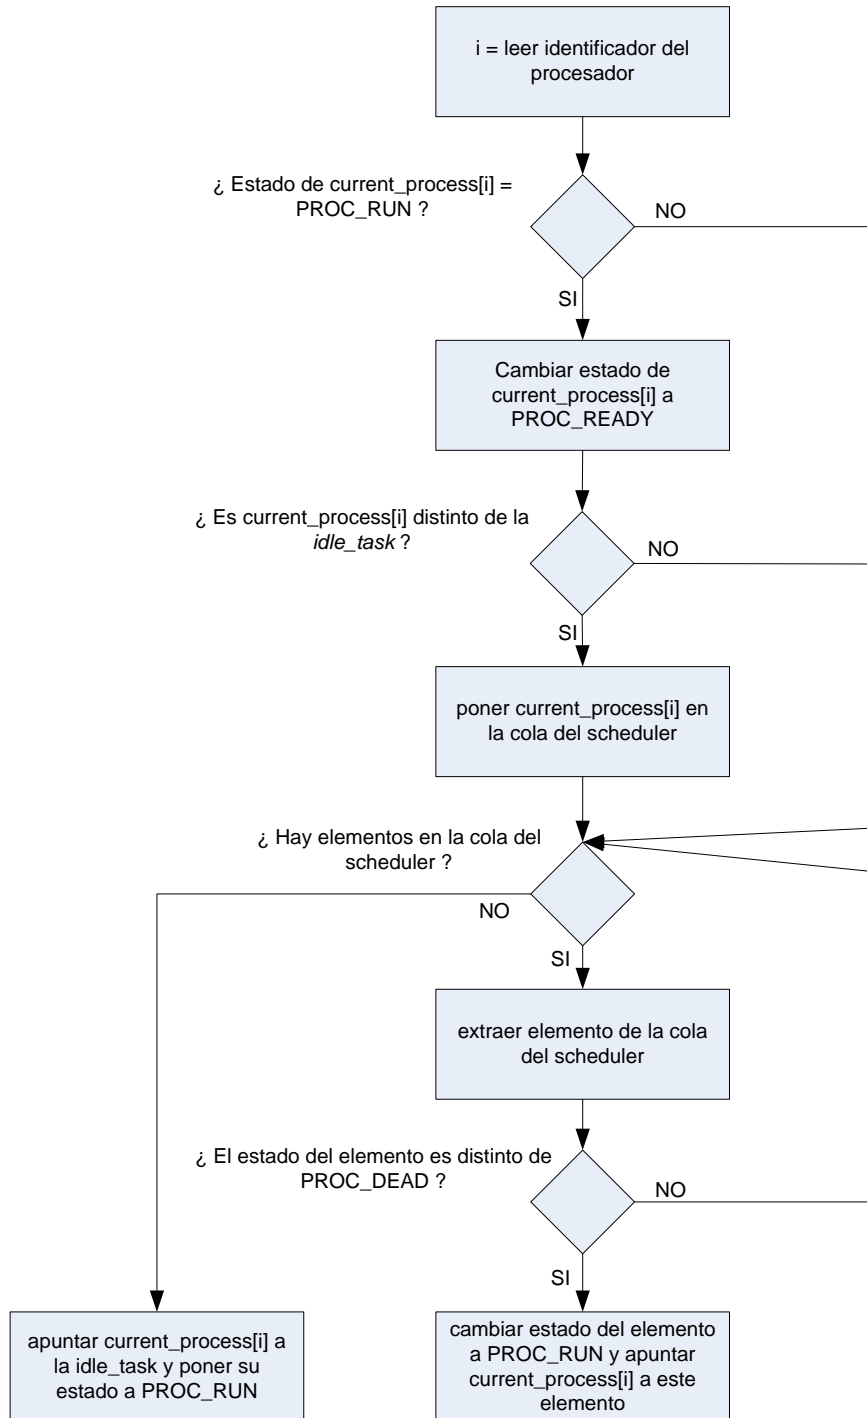 i = leer identificador del
procesador
¿ Estado de current_process[i] =
PROC_RUN ?
NO
SI
Cambiar estado de
current_process[i] a
PROC_READY
¿ Es current_process[i] distinto de la
idle_task ?
NO
SI
poner current_process[i] en
la cola del scheduler
¿ Hay elementos en la cola del
scheduler ?
NO
SI
extraer elemento de la cola
del scheduler
¿ El estado del elemento es distinto de
PROC_DEAD ?
NO
SI
apuntar current_process[i] a
la idle_task y poner su
estado a PROC_RUN
cambiar estado del elemento
a PROC_RUN y apuntar
current_process[i] a este
elemento